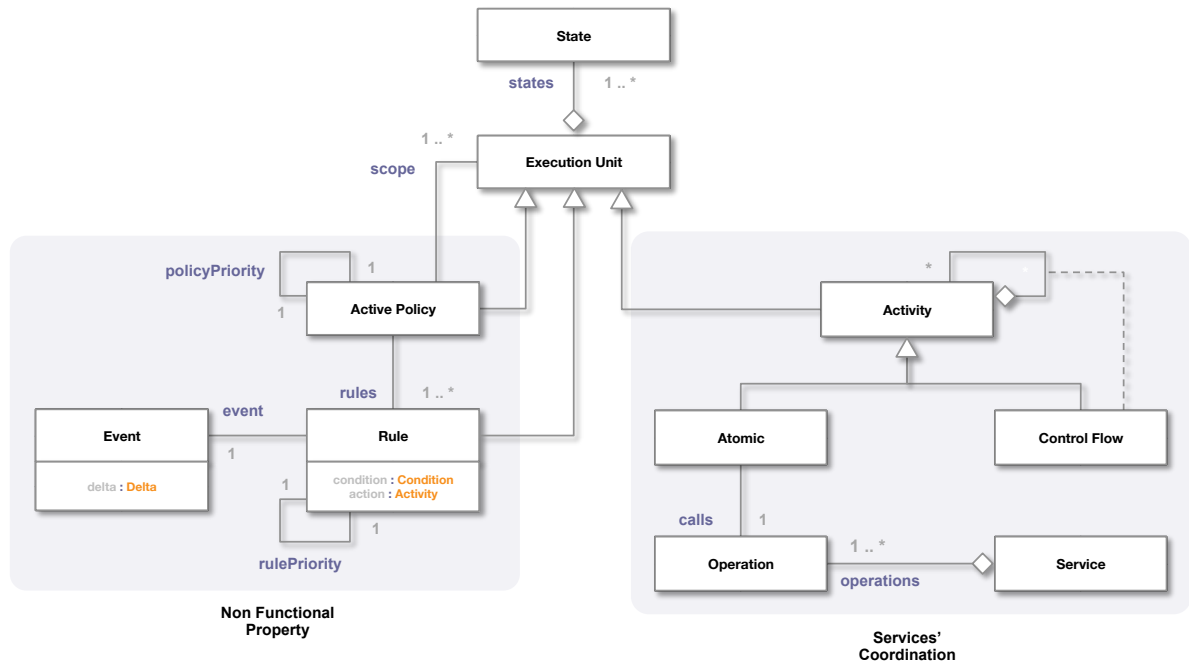 State
states
1 .. *
1 .. *
scope
Execution Unit
policyPriority
1
1
Active Policy
*
Activity
rules
1 .. *
event
1
Event
delta : Delta
Rule
condition : Condition
action : Activity
1
1
rulePriority
Atomic
Control Flow
calls
1
Operation
1 .. *
operations
Service
Non Functional
Property
Services'
Coordination